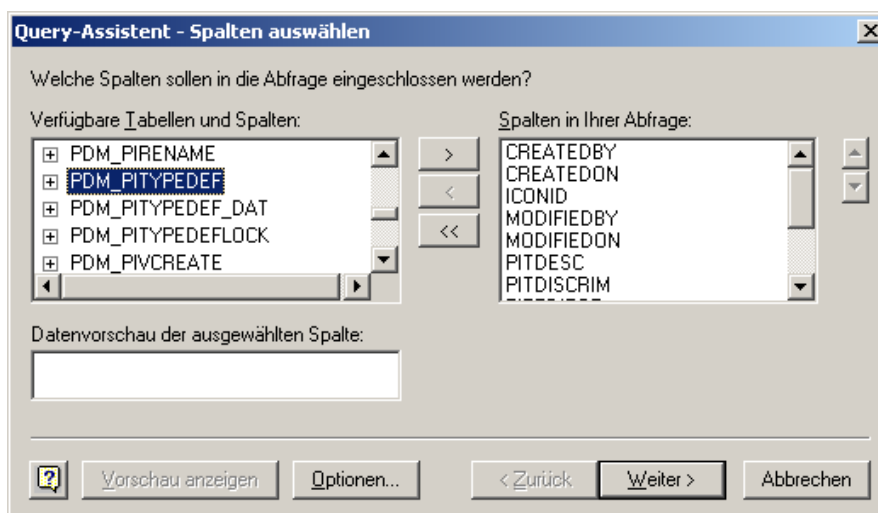 Query-Assistent - Spalten auswählen
Welche Spalten sollen in die Abfrage eingeschlossen werden?
Verfügbare Tabellen und Spalten:
PDM_PIRENAME
PDM_PITYPEDEF
PDM_PITYPEDEF_DAT
PDM_PITYPEDEFLOCK
PDM_PIVCREATE
>
<
<<
Spalten in Ihrer Abfrage:
CREATEDBY
CREATEDON
ICONID
MODIFIEDBY
MODIFIEDON
PITDESC
PITDISCRIM
Datenvorschau der ausgewählten Spalte:
Vorschau anzeigen
Optionen...
< Zurück
Weiter >
Abbrechen